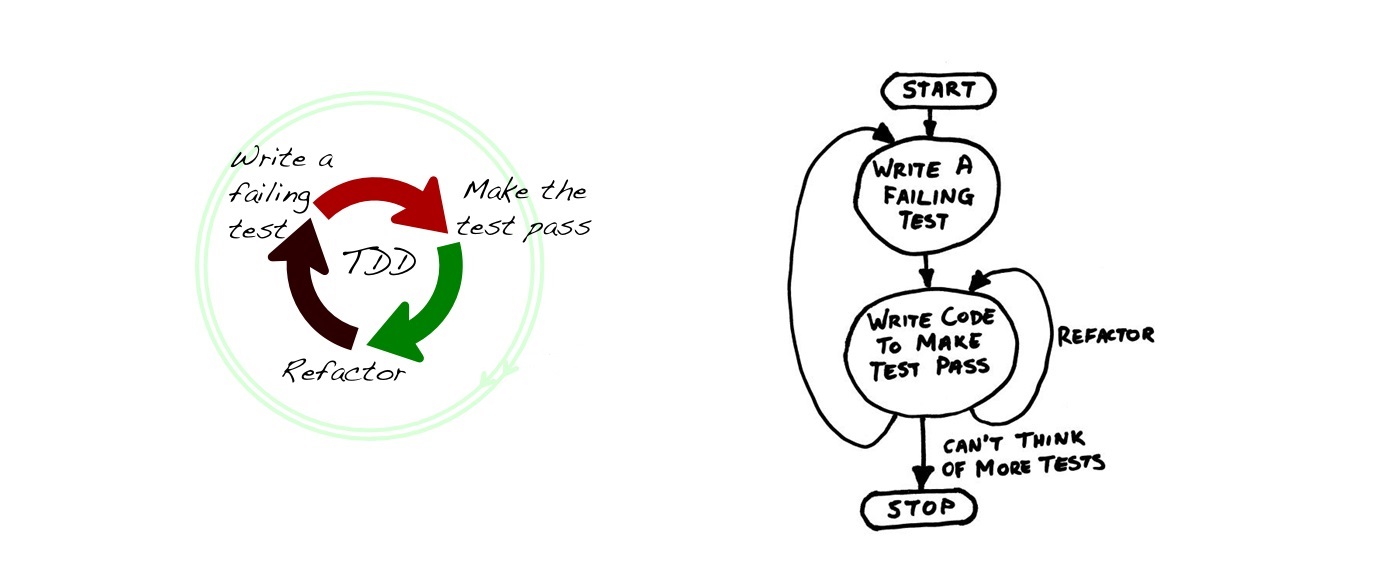 Write a
failing
test
Make the
test pass
TDD
Refactor
START
WRITE A
FAILING
TEST
WRITE CODE
TO MAKE
TEST PASS
REFACTOR
CAN'T THINK
OF MORE TESTS
STOP